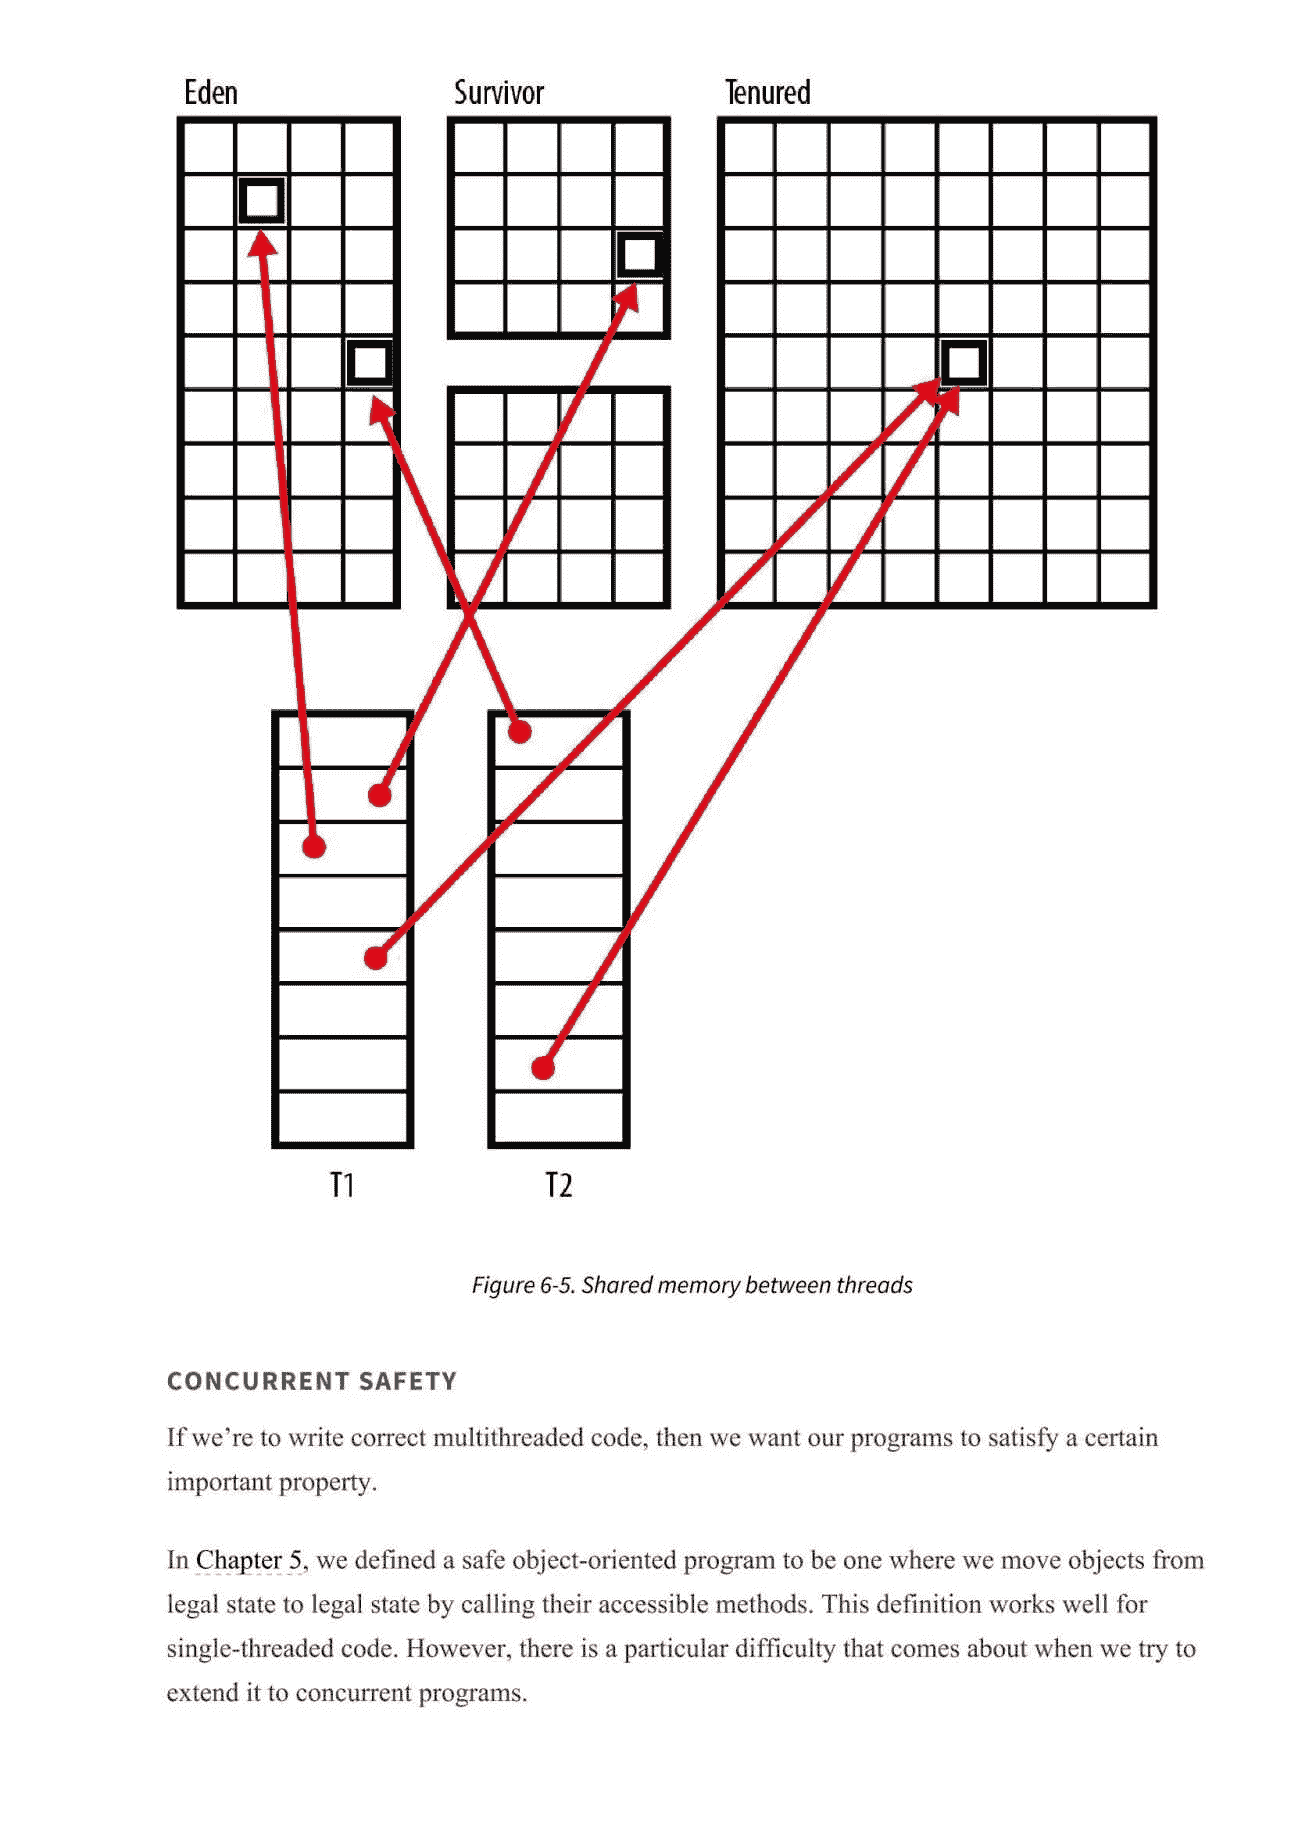 Eden
Survivor
Tenured
T1
T2
Figure 6-5. Shared memory between threads
CONCURRENT SAFETY
If we’re to write correct multithreaded code, then we want our programs to satisfy a certain
important property.
In Chapter 5, we defined a safe object-oriented program to be one where we move objects from
legal state to legal state by calling their accessible methods. This definition works well for
single-threaded code. However, there is a particular difficulty that comes about when we try to
extend it to concurrent programs.